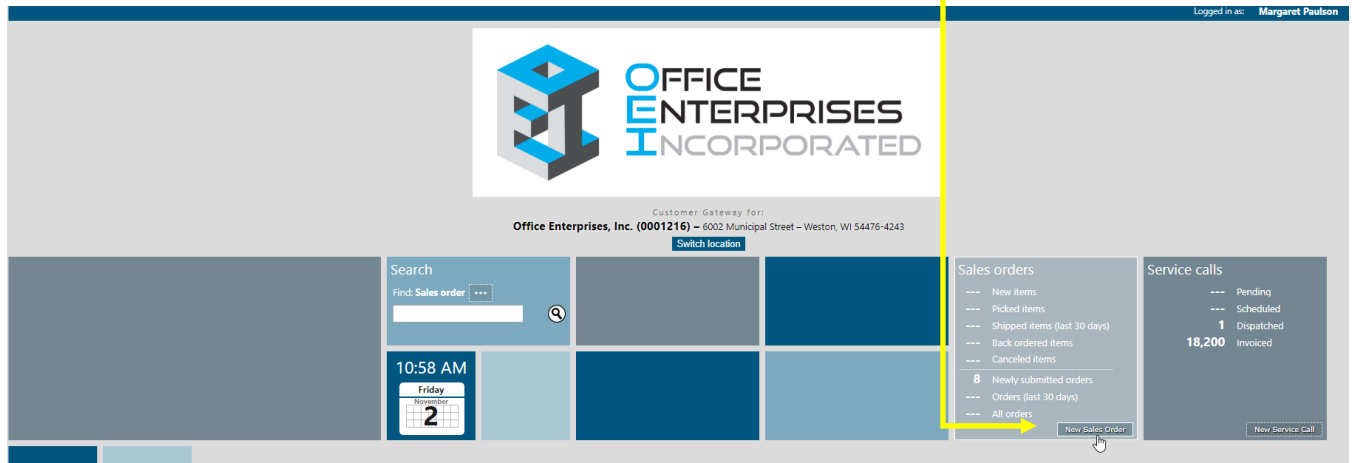 Logged in as: Margaret Paulson
OEI
OFFICE
ENTERPRISES
INCORPORATED
Customer Gateway for:
Office Enterprises, Inc. (0001216) – 6002 Municipal Street – Weston, WI 54476-4243
Switch location
Search
Find: Sales order ...
10:58 AM
Friday
November
2
Sales orders
--- New items
--- Picked items
--- Shipped items (last 30 days)
--- Back ordered items
--- Canceled items
8 Newly submitted orders
--- Orders (last 30 days)
--- All orders
New Sales Order
Service calls
--- Pending
--- Scheduled
1 Dispatched
18,200 Invoiced
New Service Call